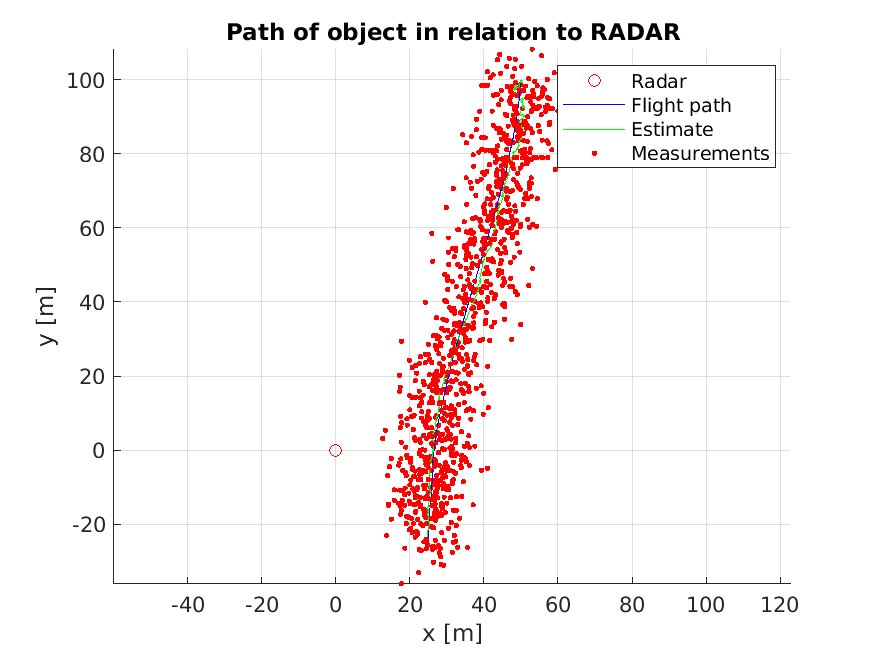 Path of object in relation to RADAR
Radar
Flight path
Estimate
Measurements
100
80
60
40
20
0
-20
y [m]
-40
-20
0
20
40
60
80
100
120
x [m]